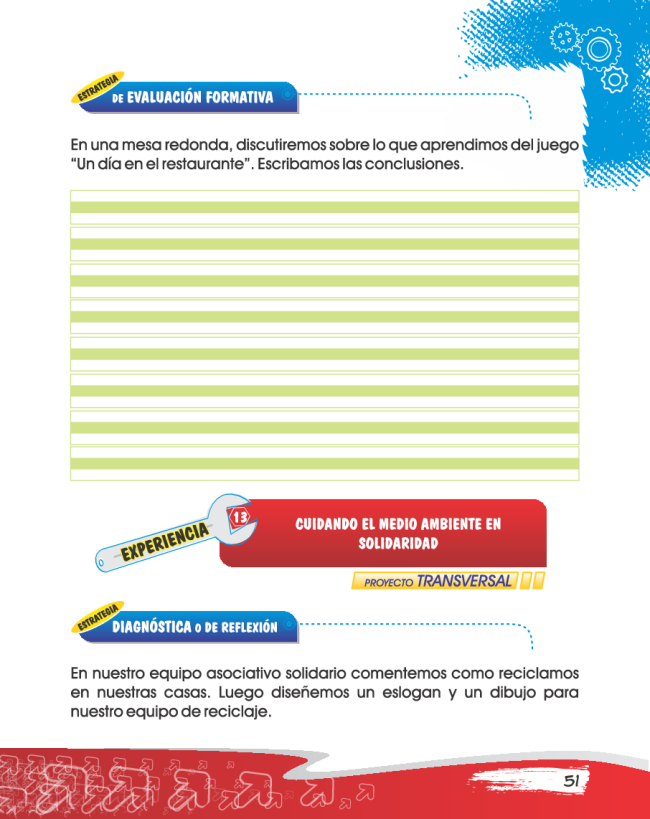 ESTRATEGIA
DE EVALUACIÓN FORMATIVA
En una mesa redonda, discutiremos sobre lo que aprendimos del juego
“Un día en el restaurante”. Escribamos las conclusiones.
EXPERIENCIA
13
CUIDANDO EL MEDIO AMBIENTE EN
SOLIDARIDAD
PROYECTO TRANSVERSAL
ESTRATEGIA
DIAGNÓSTICA O DE REFLEXIÓN
En nuestro equipo asociativo solidario comentemos como reciclamos
en nuestras casas. Luego diseñemos un eslogan y un dibujo para
nuestro equipo de reciclaje.
51